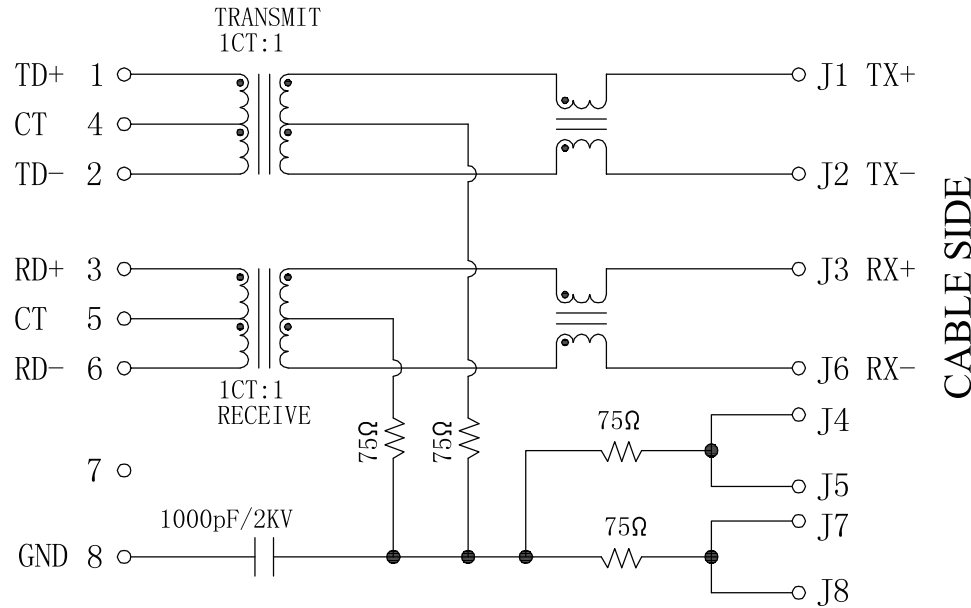 TRANSMIT
1CT:1
TD+ 1
J1 TX+
CT 4
TD- 2
J2 TX-
RD+ 3
J3 RX+
CT 5
RD- 6
J6 RX-
1CT:1
RECEIVE
CABLE SIDE
75Ω
75Ω
75Ω
J4
7
J5
1000pF/2KV
75Ω
J7
GND 8
J8